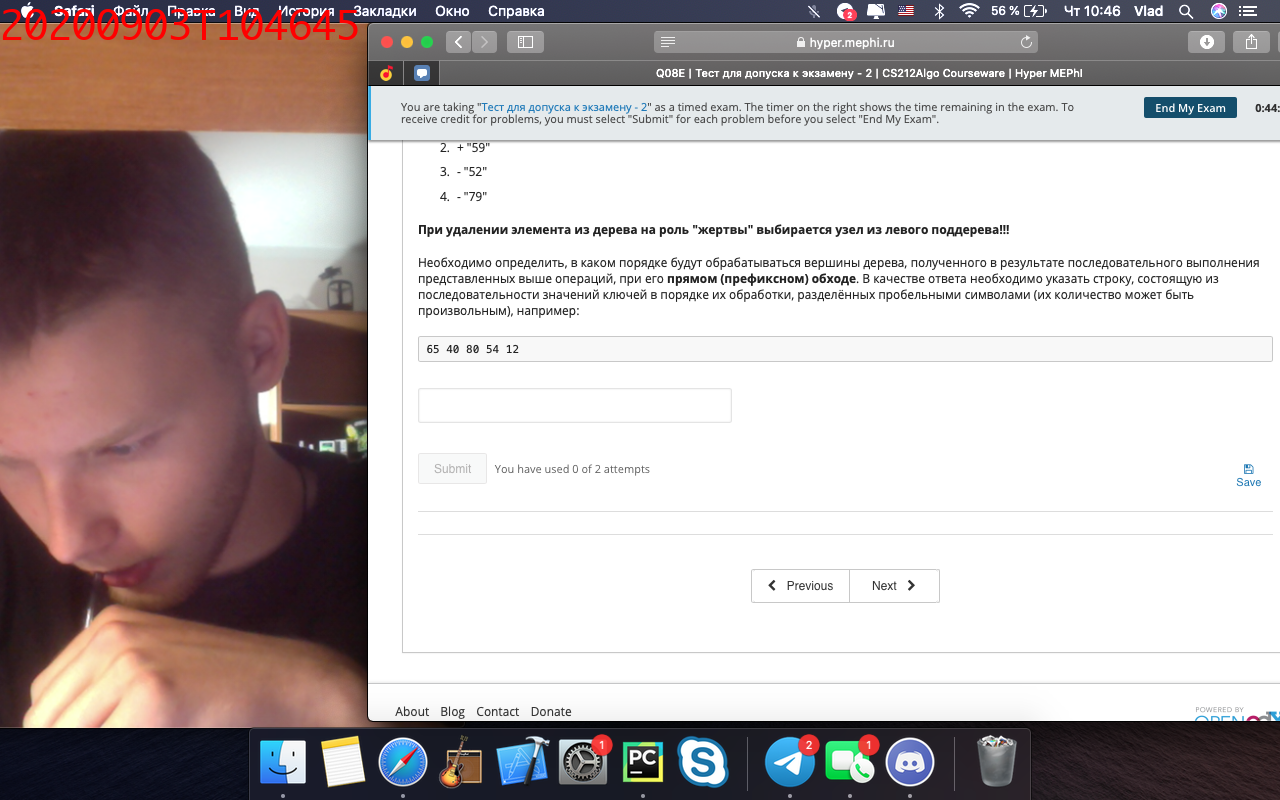 Safari Файл Правка Вид История Закладки Окно Справка 2 56 % Чт 10:46 Vlad
20200903T104645
hyper.mephi.ru
Q08E | Тест для допуска к экзамену - 2 | CS212Algo Courseware | Hyper MEPhI
You are taking "Тест для допуска к экзамену - 2" as a timed exam. The timer on the right shows the time remaining in the exam. To
receive credit for problems, you must select "Submit" for each problem before you select "End My Exam".
End My Exam
0:44:
2. + "59"
3. - "52"
4. - "79"
При удалении элемента из дерева на роль "жертвы" выбирается узел из левого поддерева!!!
Необходимо определить, в каком порядке будут обрабатываться вершины дерева, полученного в результате последовательного выполнения
представленных выше операций, при его прямом (префиксном) обходе. В качестве ответа необходимо указать строку, состоящую из
последовательности значений ключей в порядке их обработки, разделённых пробельными символами (их количество может быть
произвольным), например:
65 40 80 54 12
Submit
You have used 0 of 2 attempts
Save
Previous
Next
About Blog Contact Donate
POWERED BY
1
PC
S
2
1